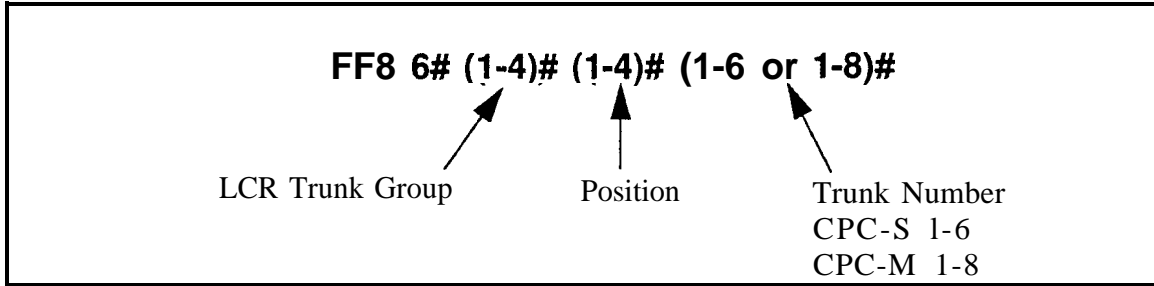 FF8 6# (1-4)# (1-4)# (1-6 or 1-8)#
LCR Trunk Group
Position
Trunk Number
CPC-S 1-6
CPC-M 1-8